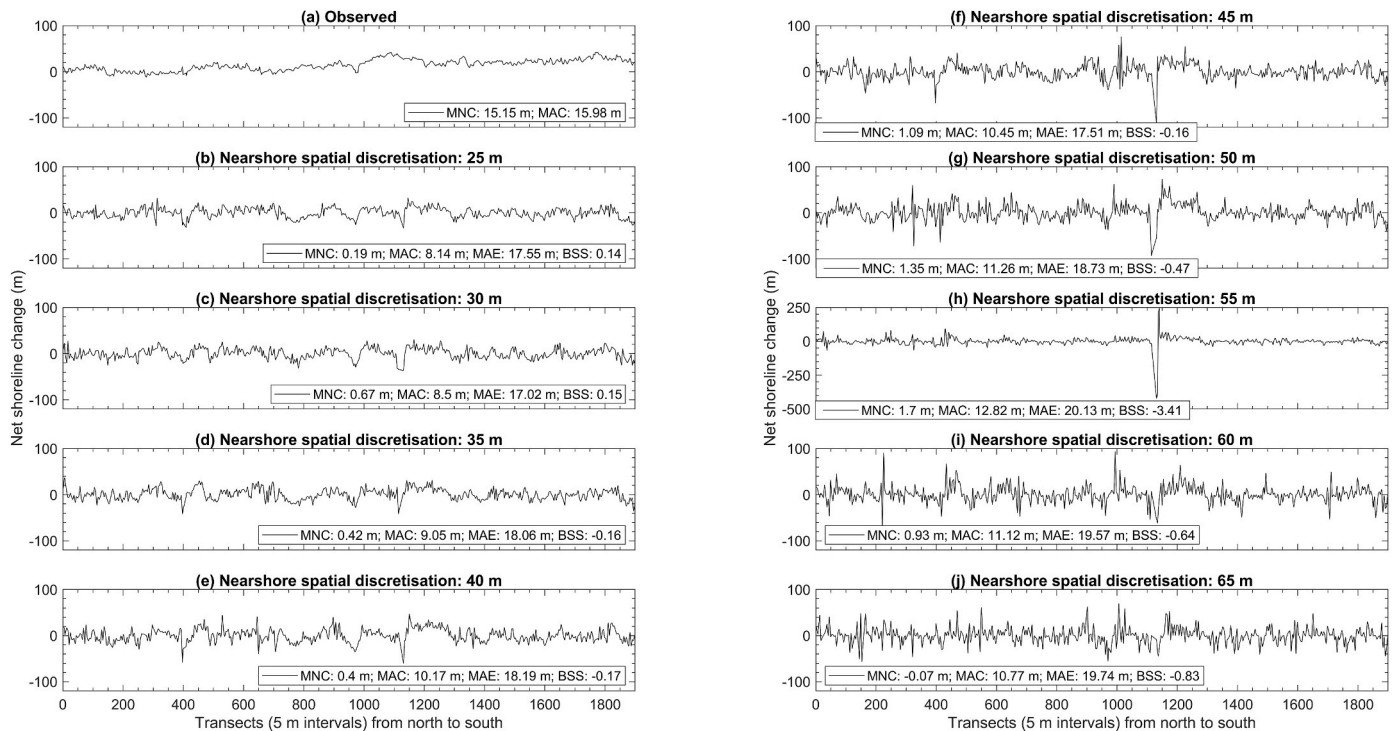 (a) Observed
100
0
-100
MNC: 15.15 m; MAC: 15.98 m
(b) Nearshore spatial discretisation: 25 m
100
0
-100
MNC: 0.19 m; MAC: 8.14 m; MAE: 17.55 m; BSS: 0.14
(c) Nearshore spatial discretisation: 30 m
100
0
-100
MNC: 0.67 m; MAC: 8.5 m; MAE: 17.02 m; BSS: 0.15
(d) Nearshore spatial discretisation: 35 m
100
0
-100
MNC: 0.42 m; MAC: 9.05 m; MAE: 18.06 m; BSS: -0.16
(e) Nearshore spatial discretisation: 40 m
100
0
-100
MNC: 0.4 m; MAC: 10.17 m; MAE: 18.19 m; BSS: -0.17
0 200 400 600 800 1000 1200 1400 1600 1800
Transects (5 m intervals) from north to south
Net shoreline change (m)
(f) Nearshore spatial discretisation: 45 m
100
0
-100
MNC: 1.09 m; MAC: 10.45 m; MAE: 17.51 m; BSS: -0.16
(g) Nearshore spatial discretisation: 50 m
100
0
-100
MNC: 1.35 m; MAC: 11.26 m; MAE: 18.73 m; BSS: -0.47
(h) Nearshore spatial discretisation: 55 m
250
0
-250
-500
MNC: 1.7 m; MAC: 12.82 m; MAE: 20.13 m; BSS: -3.41
(i) Nearshore spatial discretisation: 60 m
100
0
-100
MNC: 0.93 m; MAC: 11.12 m; MAE: 19.57 m; BSS: -0.64
(j) Nearshore spatial discretisation: 65 m
100
0
-100
MNC: -0.07 m; MAC: 10.77 m; MAE: 19.74 m; BSS: -0.83
0 200 400 600 800 1000 1200 1400 1600 1800
Transects (5 m intervals) from north to south
Net shoreline change (m)